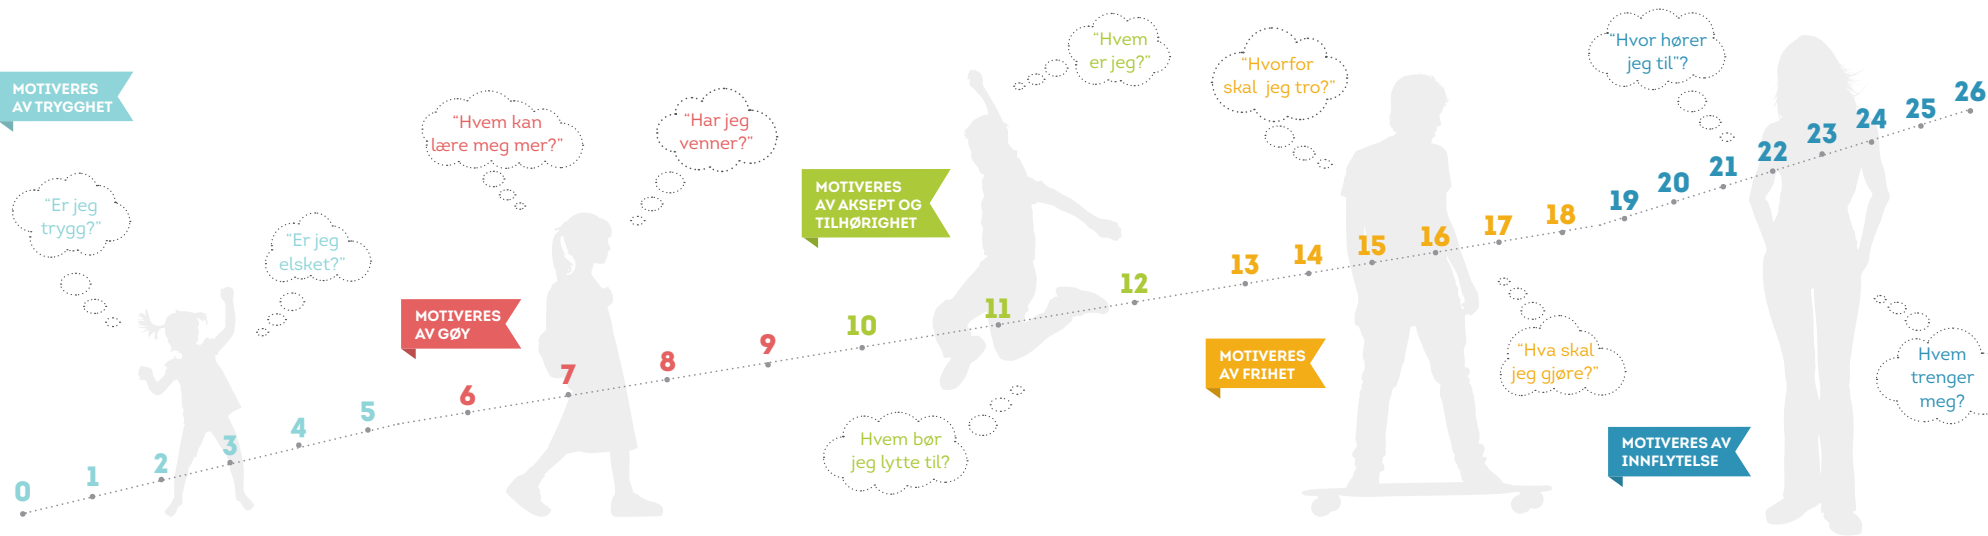 MOTIVERES
AV TRYGGHET
“Er jeg
trygg?”
“Er jeg
elsket?”
0
1
2
3
4
5
MOTIVERES
AV GØY
“Hvem kan
lære meg mer?”
“Har jeg
venner?”
6
7
8
9
MOTIVERES
AV AKSEPT OG
TILHØRIGHET
“Hvem
er jeg?”
Hvem bør
jeg lytte til?
10
11
12
“Hvorfor
skal jeg tro?”
MOTIVERES
AV FRIHET
“Hva skal
jeg gjøre?”
13
14
15
16
17
18
“Hvor hører
jeg til”?
MOTIVERES AV
INNFLYTELSE
Hvem
trenger
meg?
19
20
21
22
23
24
25
26